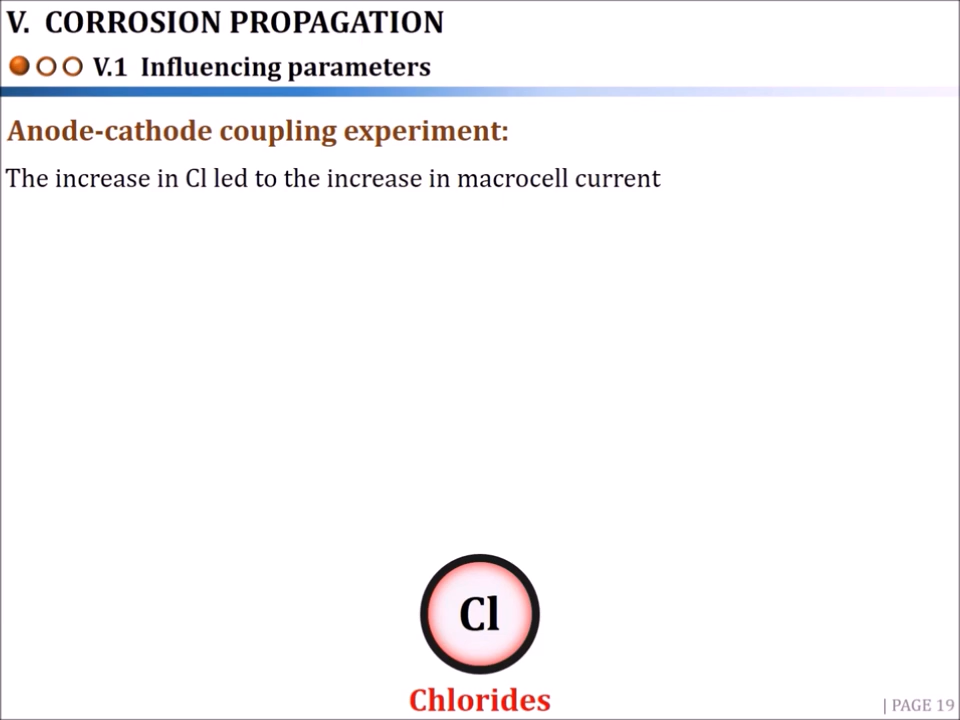 V. CORROSION PROPAGATION
V.1 Influencing parameters
Anode-cathode coupling experiment:
The increase in Cl led to the increase in macrocell current
Cl
Chlorides
| PAGE 19